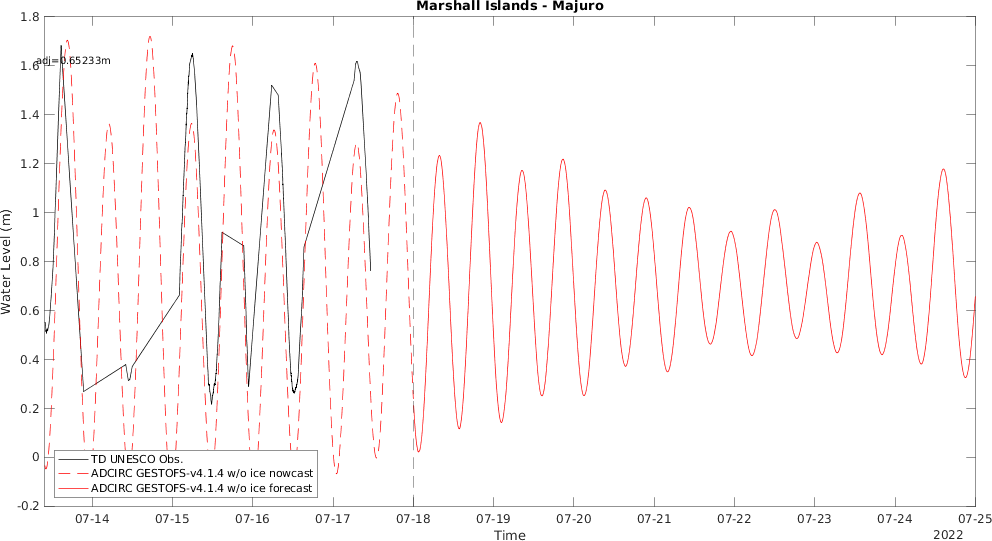 Marshall Islands - Majuro
1.8
1.6
adj=0.65233m
1.4
1.2
1
0.8
0.6
0.4
0.2
0
-0.2
Water Level (m)
TD UNESCO Obs.
ADCIRC GESTOFS-v4.1.4 w/o ice nowcast
ADCIRC GESTOFS-v4.1.4 w/o ice forecast
07-14 07-15 07-16 07-17 07-18 07-19 07-20 07-21 07-22 07-23 07-24 07-25
Time
2022